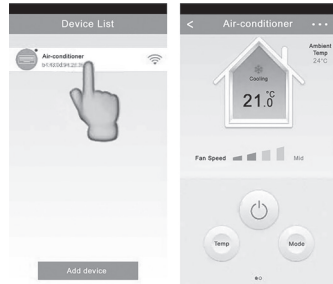 Device List
Air-conditioner
Add device
< Air-conditioner ...
Ambient
Temp
24°C
Cooling
21.0°C
Fan Speed Mid
Temp
Mode